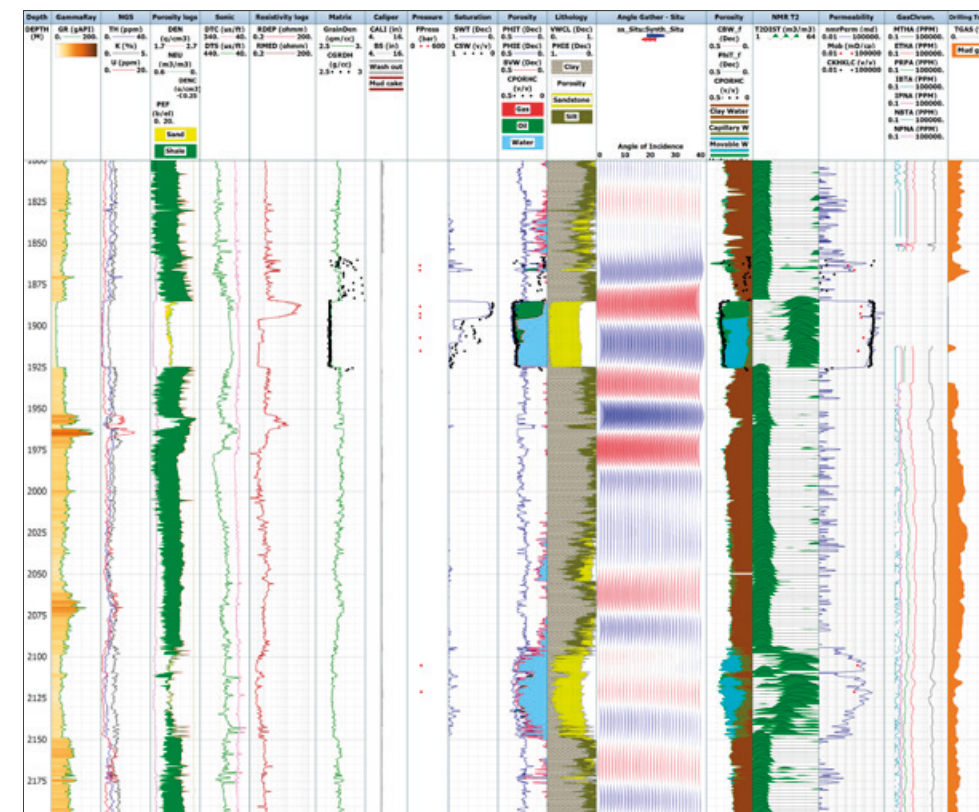 Depth
DEPTH
(M)
GammaRay
GR (gAPI)
0. 200.
NGS
TH (ppm)
0. 40.
K (%)
0. 5.
U (ppm)
0. 20.
Porosity logs
DEN
(g/cm3)
1.7 2.7
NEU
(m3/m3)
0.6 0.
(g/cm3)
PEF
(b/el)
0. 20.
Sand
Shale
Sonic
DTC (us/ft)
340. 40.
DTS (us/ft)
440. 40.
Resistivity logs
RDEP (ohmm)
0.2 200.
RMED (ohmm)
0.2 200.
Matrix
GrainDen
2.5 3.
CGRDH
(g/cc)
2.5 3
Caliper
CALI (in)
6. 16.
BS (in)
6. 16.
Wash out
Mud cake
Pressure
FPress
(bar)
0 600
Saturation
SWT (Dec)
1. 0.
CSW (v/v)
1 0
Porosity
PHIT (Dec)
0.5 0.
PHIE (Dec)
0.5 0.
BVW (Dec)
0.5 0.
CPORHC
(v/v)
0.5 0
Gas
Oil
Water
Lithology
VWCL (Dec)
0. 1.
PHIE (Dec)
1. 0.
Clay
Porosity
Sandstone
Silt
Angle Gather - Situ
ss_Situ:Synth_Situ
Angle of Incidence
0 10 20 30 40
Porosity
CBW_f
(Dec)
0.5 0.
PhiT_f
(Dec)
0.5 0.
CPORHC
(v/v)
0.5 0
Clay Water
Capillary W
Movable W
NMR T2
T2DIST (m3/m3)
1 64
Permeability
nmrPerm (md)
0.01 100000.
Mob (mD/cp)
0.01 100000
CKHKLC (v/v)
0.01 100000
GasChrom.
MTHA (PPM)
0.1 100000.
ETHA (PPM)
0.1 100000.
PRPA (PPM)
0.1 100000.
IBTA (PPM)
0.1 100000.
IPNA (PPM)
0.1 100000.
NBTA (PPM)
0.1 100000.
NPNA (PPM)
0.1 100000.
TGAS
1825
1850
1875
1900
1925
1950
1975
2000
2025
2050
2075
2100
2125
2150
2175